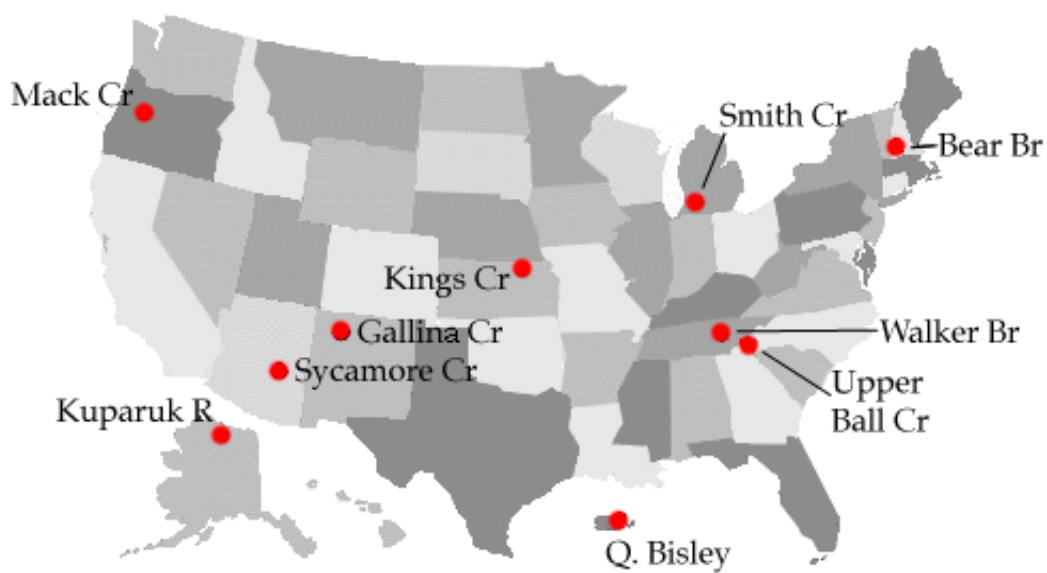 Mack Cr
Smith Cr
Bear Br
Kings Cr
Gallina Cr
Walker Br
Sycamore Cr
Upper
Ball Cr
Kuparuk R
Q. Bisley